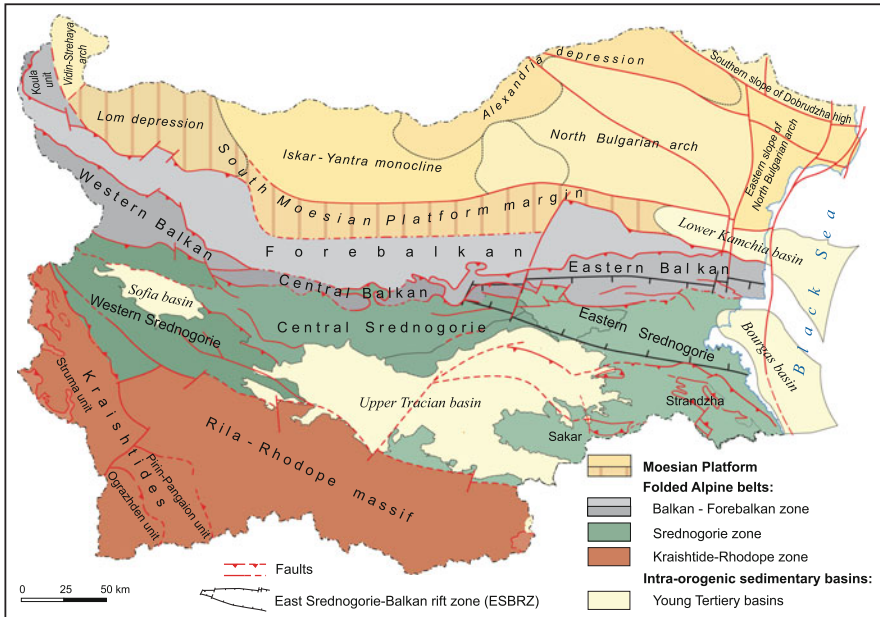 Koula unit
Vidin-Strehaya arch
Lom depression
South Moesian Platform margin
Iskar-Yantra monocline
Alexandria depression
North Bulgarian arch
Southern slope of Dobrudzha high
Eastern slope of North Bulgarian arch
Lower Kamchia basin
Black Sea
Western Balkan
Forebalkan
Central Balkan
Eastern Balkan
Sofia basin
Western Srednogorie
Central Srednogorie
Eastern Srednogorie
Bourgas basin
Upper Tracian basin
Strandzha
Sakar
Struma unit
Kraishtides
Rila-Rhodope massif
Pirin-Pangaion unit
Ograzhden unit
Moesian Platform
Folded Alpine belts:
Balkan - Forebalkan zone
Srednogorie zone
Kraishtide-Rhodope zone
Intra-orogenic sedimentary basins:
Young Tertiery basins
Faults
East Srednogorie-Balkan rift zone (ESBRZ)
0 25 50 km